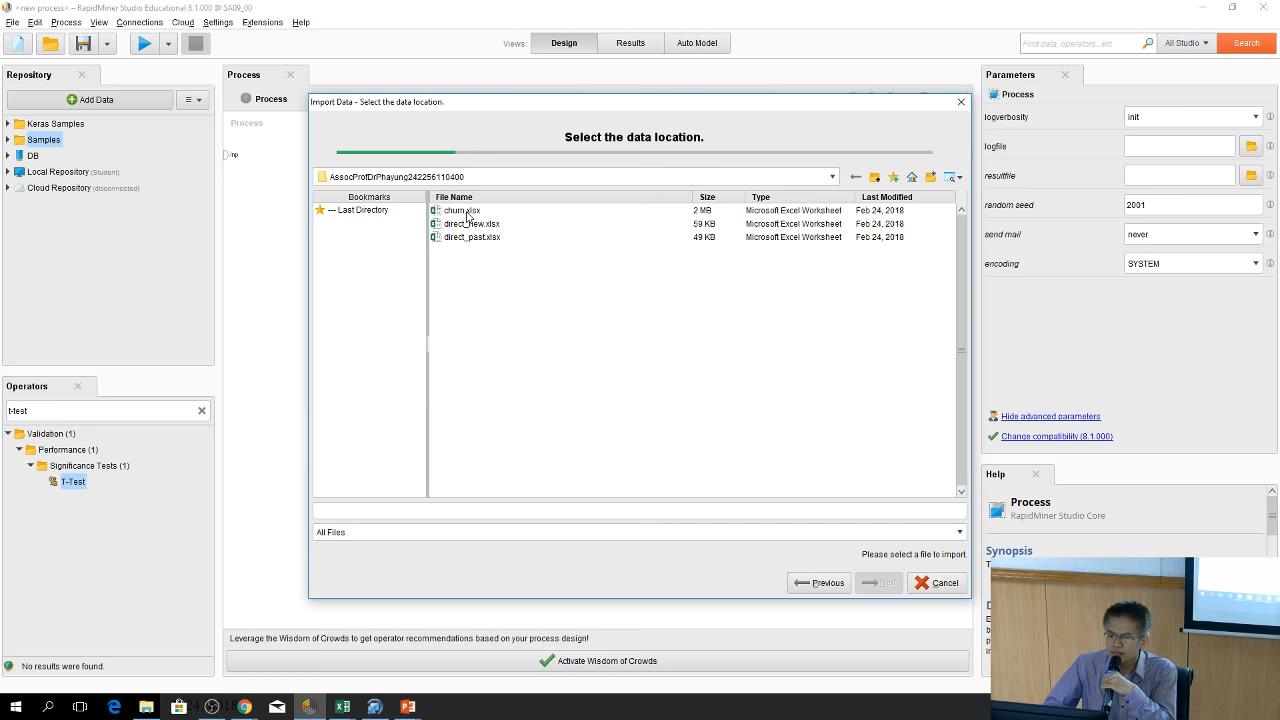 <new process> – RapidMiner Studio Educational 8.1.000 @ 5A09_00
File Edit Process View Connections Cloud Settings Extensions Help
Views: Design Results Auto Model
Find data, operators...etc All Studio Search
Repository
Add Data
Keras Samples
Samples
DB
Local Repository (Student)
Cloud Repository (disconnected)
Operators
t-test
Validation (1)
Performance (1)
Significance Tests (1)
T-Test
No results were found.
Process
Process
Process
inp
Import Data - Select the data location.
Select the data location.
AssocProfDrPhayung242256110400
Bookmarks File Name Size Type Last Modified
--- Last Directory
churn.xlsx 2 MB Microsoft Excel Worksheet Feb 24, 2018
direct_new.xlsx 59 KB Microsoft Excel Worksheet Feb 24, 2018
direct_past.xlsx 49 KB Microsoft Excel Worksheet Feb 24, 2018
All Files
Please select a file to import.
Previous Next Cancel
Leverage the Wisdom of Crowds to get operator recommendations based on your process design!
Activate Wisdom of Crowds
Parameters
Process
logverbosity init
logfile
resultfile
random seed 2001
send mail never
encoding SYSTEM
Hide advanced parameters
Change compatibility (8.1.000)
Help
Process
RapidMiner Studio Core
Synopsis